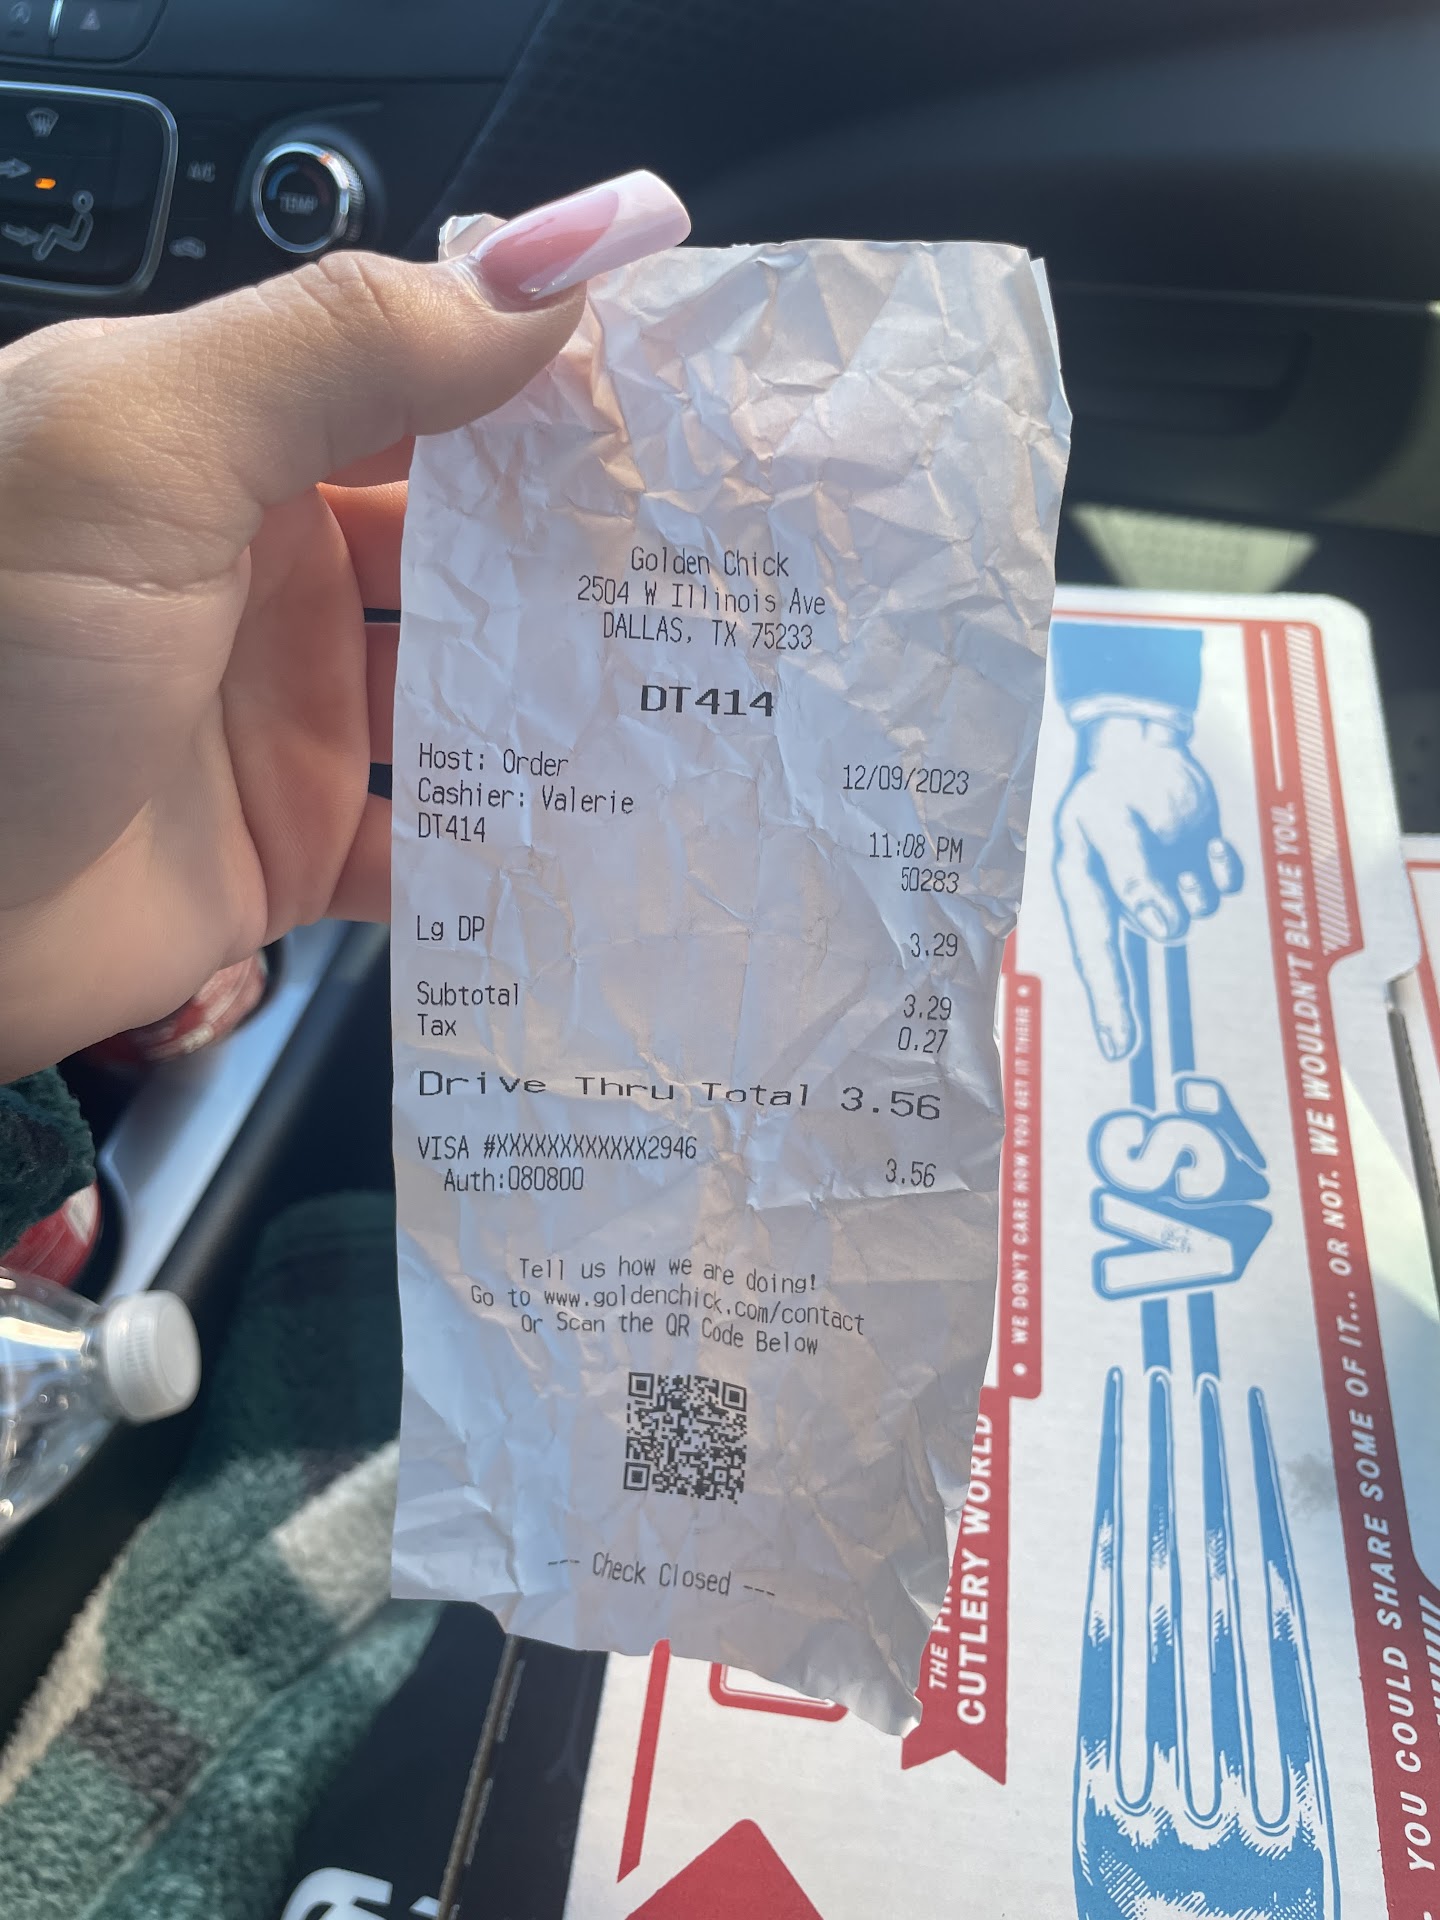 Golden Chick
2504 W Illinois Ave
DALLAS, TX 75233
DT414
Host: Order
12/09/2023
Cashier: Valerie
DT414
11:08 PM
50283
Lg DP 3.29
Subtotal 3.29
Tax 0.27
Drive Thru Total 3.56
VISA #XXXXXXXXXXXX2946
Auth:080800 3.56
Tell us how we are doing!
Go to www.goldenchick.com/contact
Or Scan the QR Code Below
--- Check Closed ---
A/C
TEMP
VS.
WE DON'T CARE HOW YOU GET IT THERE
THE
CUTLERY WORLD
YOU COULD SHARE SOME OF IT... OR NOT. WE WOULDN'T BLAME YOU.